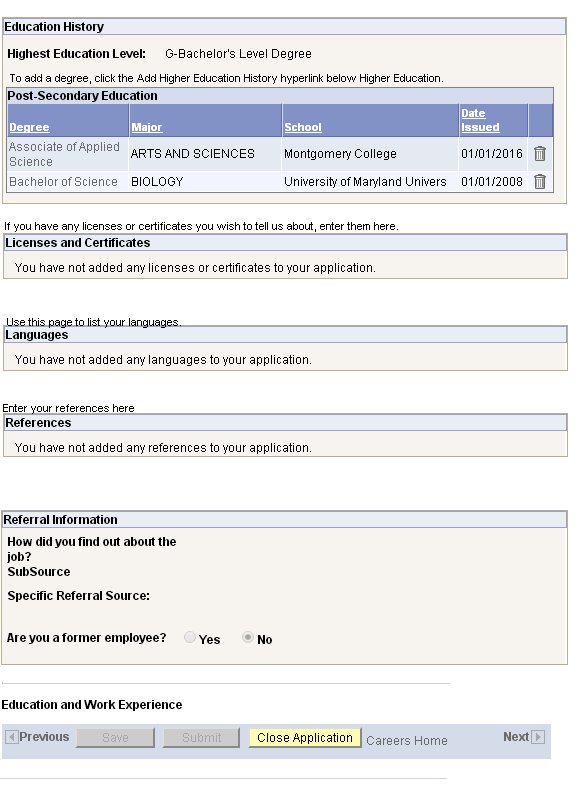 Education History
Highest Education Level: G-Bachelor's Level Degree
To add a degree, click the Add Higher Education History hyperlink below Higher Education.
Post-Secondary Education
Degree Major School Date Issued
Associate of Applied Science ARTS AND SCIENCES Montgomery College 01/01/2016
Bachelor of Science BIOLOGY University of Maryland Univers 01/01/2008
If you have any licenses or certificates you wish to tell us about, enter them here.
Licenses and Certificates
You have not added any licenses or certificates to your application.
Use this page to list your languages.
Languages
You have not added any languages to your application.
Enter your references here
References
You have not added any references to your application.
Referral Information
How did you find out about the
job?
SubSource
Specific Referral Source:
Are you a former employee? Yes No
Education and Work Experience
Previous Save Submit Close Application Careers Home Next